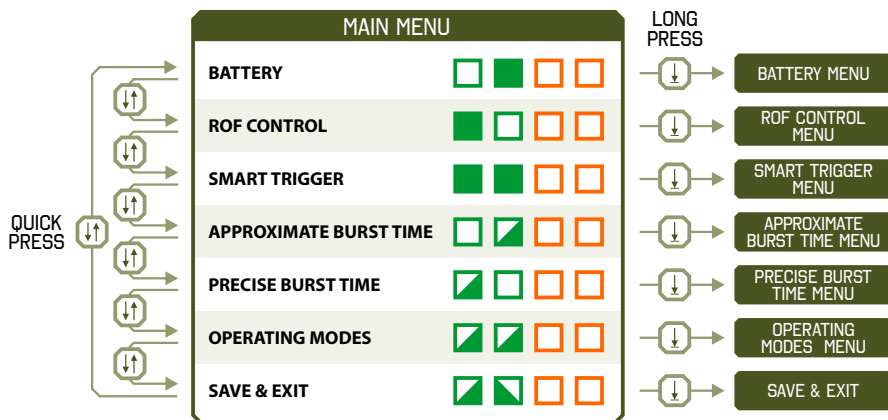 MAIN MENU
LONG
PRESS
BATTERY
BATTERY MENU
ROF CONTROL
ROF CONTROL
MENU
SMART TRIGGER
SMART TRIGGER
MENU
QUICK
PRESS
APPROXIMATE BURST TIME
APPROXIMATE
BURST TIME MENU
PRECISE BURST TIME
PRECISE BURST
TIME MENU
OPERATING MODES
OPERATING
MODES MENU
SAVE & EXIT
SAVE & EXIT